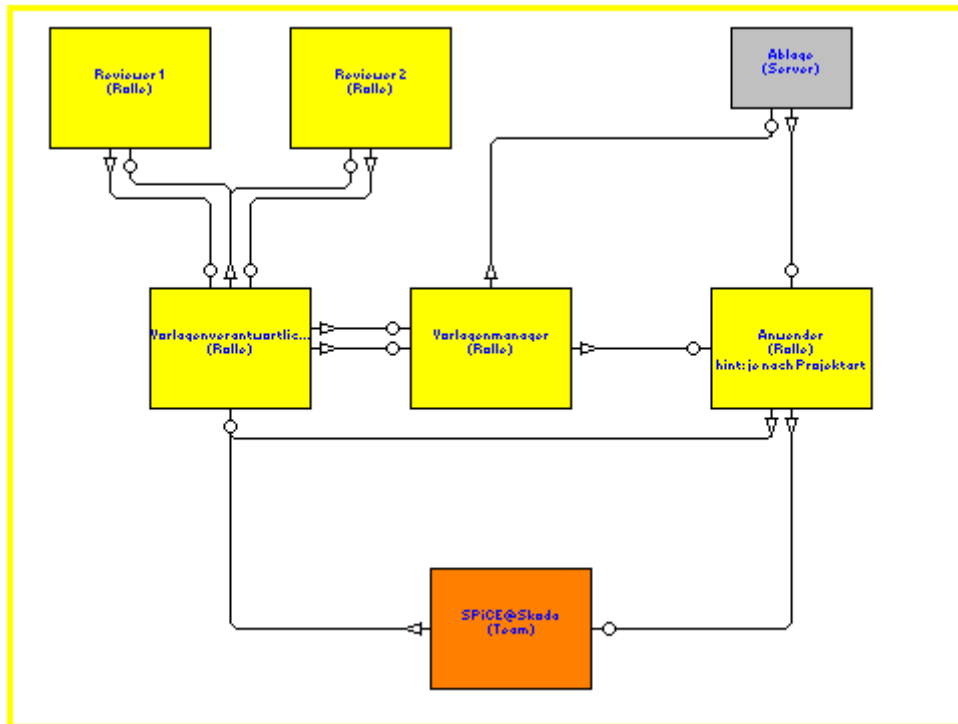 Reviewer 1
(Rolle)
Reviewer 2
(Rolle)
Ablage
(Server)
Vorlagenverantwortlic...
(Rolle)
Vorlagenmanager
(Rolle)
Anwender
(Rolle)
hint: je nach Projektart
SPiCE@Skoda
(Team)